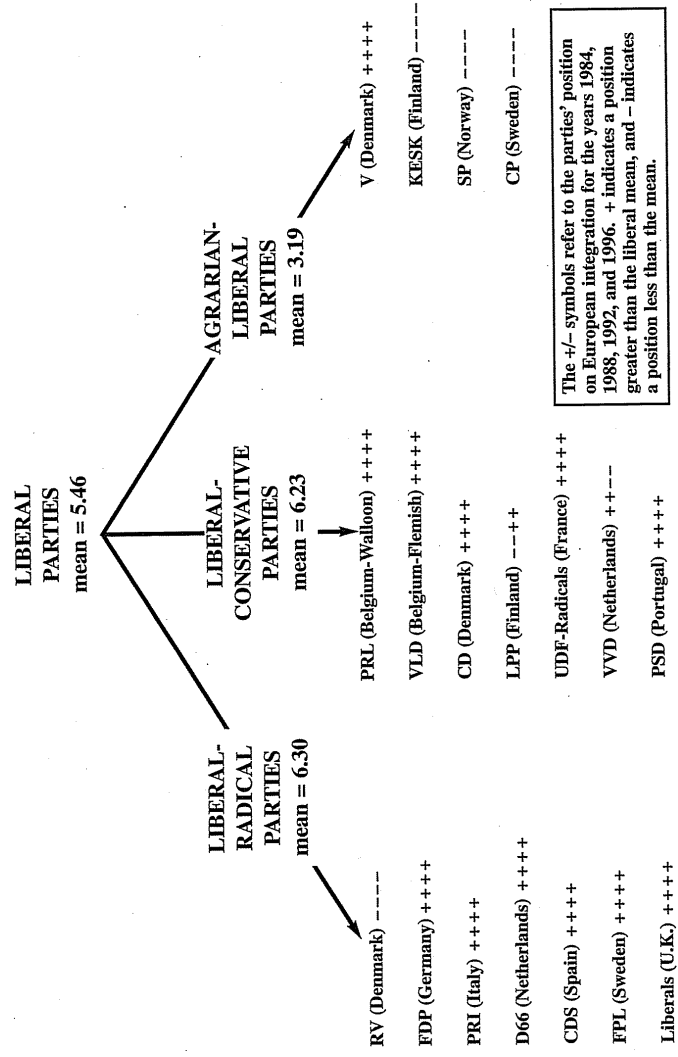 LIBERAL
PARTIES
mean = 5.46
LIBERAL-
RADICAL
PARTIES
mean = 6.30
LIBERAL-
CONSERVATIVE
PARTIES
mean = 6.23
AGRARIAN-
LIBERAL
PARTIES
mean = 3.19
RV (Denmark) ----
FDP (Germany) ++++
PRI (Italy) ++++
D66 (Netherlands) ++++
CDS (Spain) ++++
FPL (Sweden) ++++
Liberals (U.K.) ++++
PRL (Belgium-Walloon) ++++
VLD (Belgium-Flemish) ++++
CD (Denmark) ++++
LPP (Finland) --++
UDF-Radicals (France) ++++
VVD (Netherlands) ++--
PSD (Portugal) ++++
V (Denmark) ++++
KESK (Finland) ----
SP (Norway) ----
CP (Sweden) ----
The +/– symbols refer to the parties' position
on European integration for the years 1984,
1988, 1992, and 1996. + indicates a position
greater than the liberal mean, and – indicates
a position less than the mean.